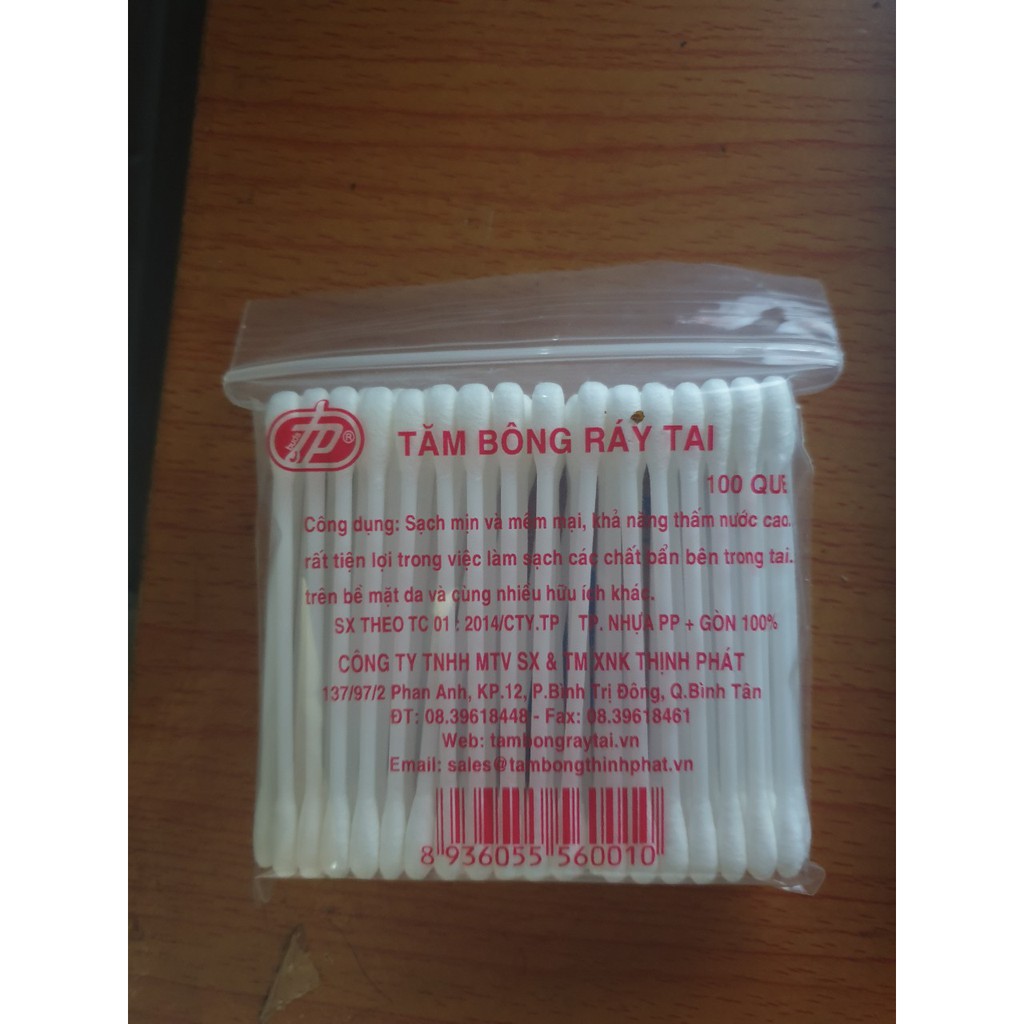 TP®
TĂM BÔNG RÁY TAI
100 QUE
Công dụng: Sạch mịn và mềm mại, khả năng thấm nước cao.
rất tiện lợi trong việc làm sạch các chất bẩn bên trong tai.
trên bề mặt da và cùng nhiều hữu ích khác.
SX THEO TC 01 : 2014/CTY.TP TP. NHỰA PP + GÒN 100%
CÔNG TY TNHH MTV SX & TM XNK THỊNH PHÁT
137/97/2 Phan Anh, KP.12, P.Bình Trị Đông, Q.Bình Tân
ĐT: 08.39618448 - Fax: 08.39618461
Web: tambongraytai.vn
Email: sales@tambongthinhphat.vn
8 936055 560010